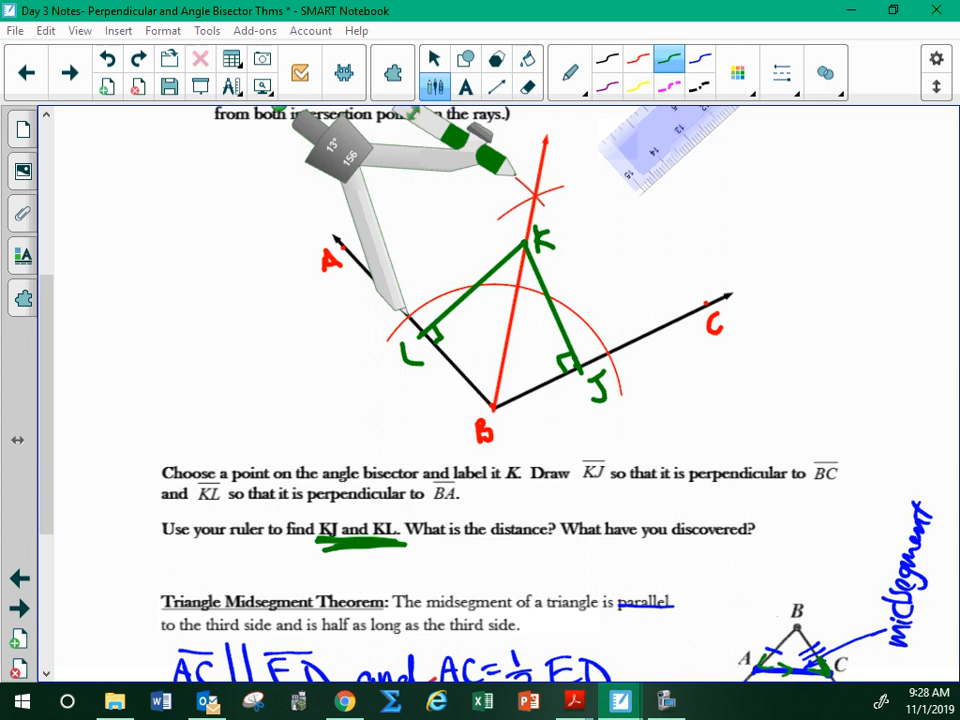 Day 3 Notes- Perpendicular and Angle Bisector Thrms * - SMART Notebook
File Edit View Insert Format Tools Add-ons Account Help
from both intersection the rays.)
13°
156
15
14
13
K
A
C
L
J
B
Choose a point on the angle bisector and label it K. Draw KJ so that it is perpendicular to BC
and KL so that it is perpendicular to BA.
Use your ruler to find KJ and KL. What is the distance? What have you discovered?
midsegment
Triangle Midsegment Theorem: The midsegment of a triangle is parallel
to the third side and is half as long as the third side.
B
A
C
AC || ED and AC = 1/2 ED
9:28 AM
11/1/2019